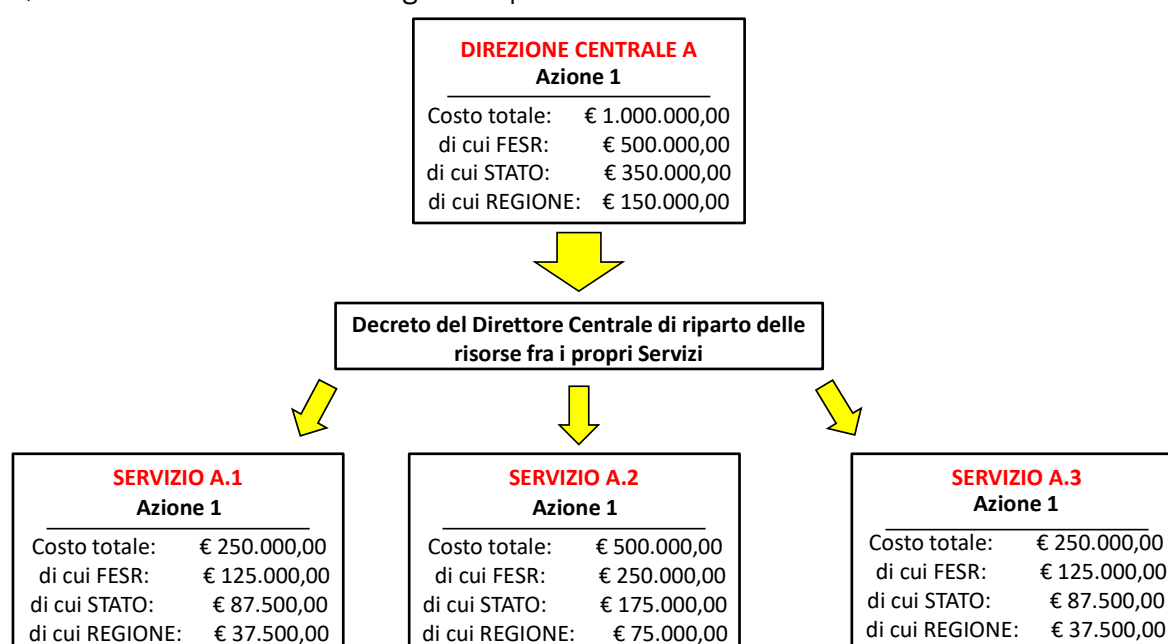 DIREZIONE CENTRALE A
Azione 1
Costo totale: € 1.000.000,00
di cui FESR: € 500.000,00
di cui STATO: € 350.000,00
di cui REGIONE: € 150.000,00
Decreto del Direttore Centrale di riparto delle
risorse fra i propri Servizi
SERVIZIO A.1
Azione 1
Costo totale: € 250.000,00
di cui FESR: € 125.000,00
di cui STATO: € 87.500,00
di cui REGIONE: € 37.500,00
SERVIZIO A.2
Azione 1
Costo totale: € 500.000,00
di cui FESR: € 250.000,00
di cui STATO: € 175.000,00
di cui REGIONE: € 75.000,00
SERVIZIO A.3
Azione 1
Costo totale: € 250.000,00
di cui FESR: € 125.000,00
di cui STATO: € 87.500,00
di cui REGIONE: € 37.500,00